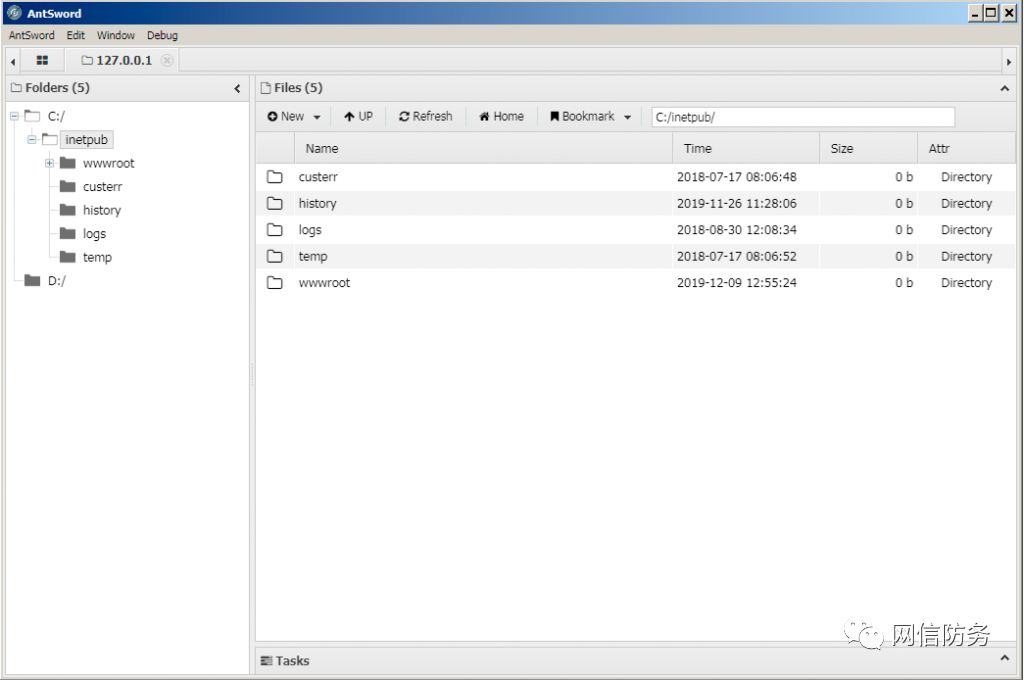 AntSword
AntSword Edit Window Debug
127.0.0.1
Folders (5)
C:/
inetpub
wwwroot
custerr
history
logs
temp
D:/
Files (5)
New UP Refresh Home Bookmark C:/inetpub/
Name Time Size Attr
custerr 2018-07-17 08:06:48 0 b Directory
history 2019-11-26 11:28:06 0 b Directory
logs 2018-08-30 12:08:34 0 b Directory
temp 2018-07-17 08:06:52 0 b Directory
wwwroot 2019-12-09 12:55:24 0 b Directory
网信防务
Tasks